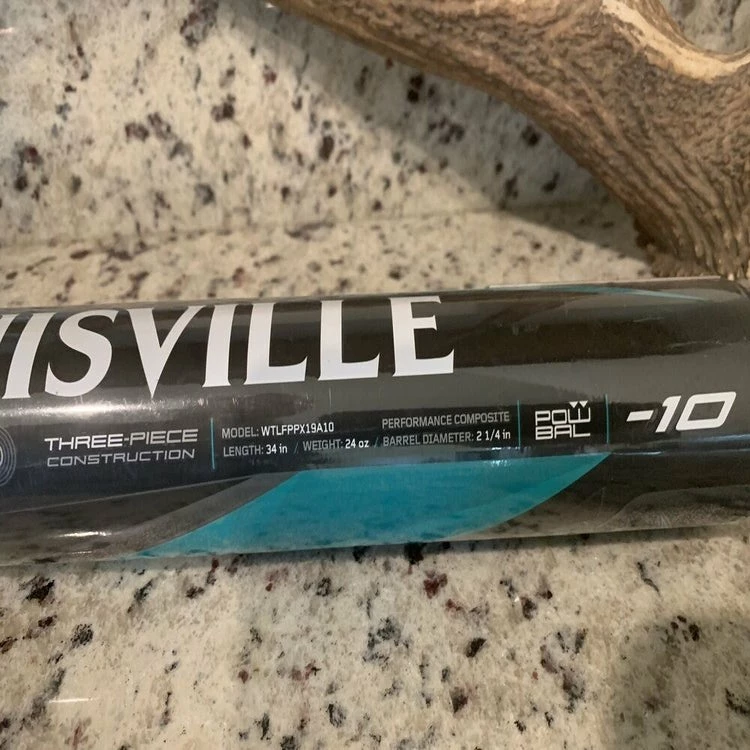 ISVILLE
THREE-PIECE
CONSTRUCTION
MODEL: WTLFPPX19A10
LENGTH: 34 in / WEIGHT: 24 oz /
PERFORMANCE COMPOSITE
BARREL DIAMETER: 2 1/4 in
POW
BAL
-10